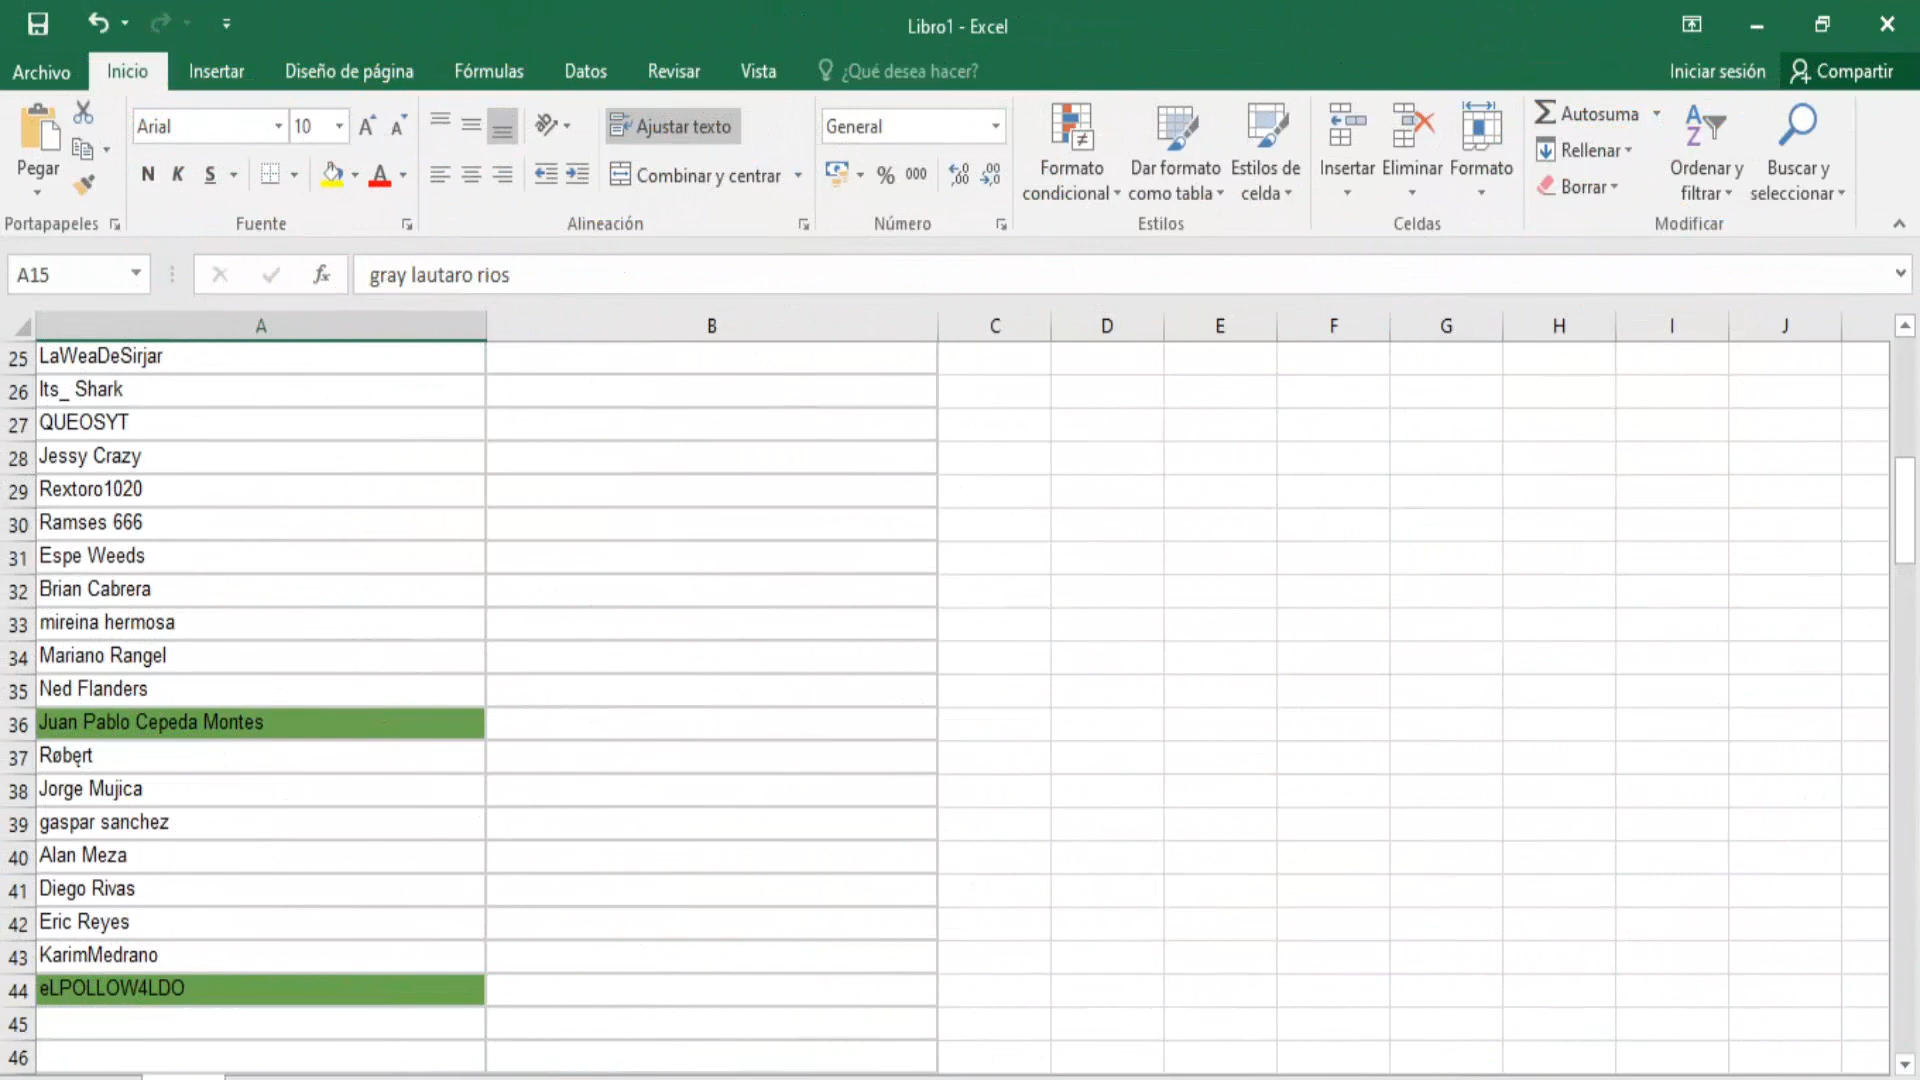 Libro1 - Excel
Archivo Inicio Insertar Diseño de página Fórmulas Datos Revisar Vista ¿Qué desea hacer? Iniciar sesión Compartir
Pegar
Portapapeles
Arial 10
N K S
Fuente
Ajustar texto
Combinar y centrar
Alineación
General
% 000
Número
Formato condicional
Dar formato como tabla
Estilos de celda
Estilos
Insertar Eliminar Formato
Celdas
Autosuma
Rellenar
Borrar
Ordenar y filtrar
Buscar y seleccionar
Modificar
A15 fx gray lautaro rios
A B C D E F G H I J
25 LaWeaDeSirjar
26 Its_ Shark
27 QUEOSYT
28 Jessy Crazy
29 Rextoro1020
30 Ramses 666
31 Espe Weeds
32 Brian Cabrera
33 mireina hermosa
34 Mariano Rangel
35 Ned Flanders
36 Juan Pablo Cepeda Montes
37 Røbęrt
38 Jorge Mujica
39 gaspar sanchez
40 Alan Meza
41 Diego Rivas
42 Eric Reyes
43 KarimMedrano
44 eLPOLLOW4LDO
45
46